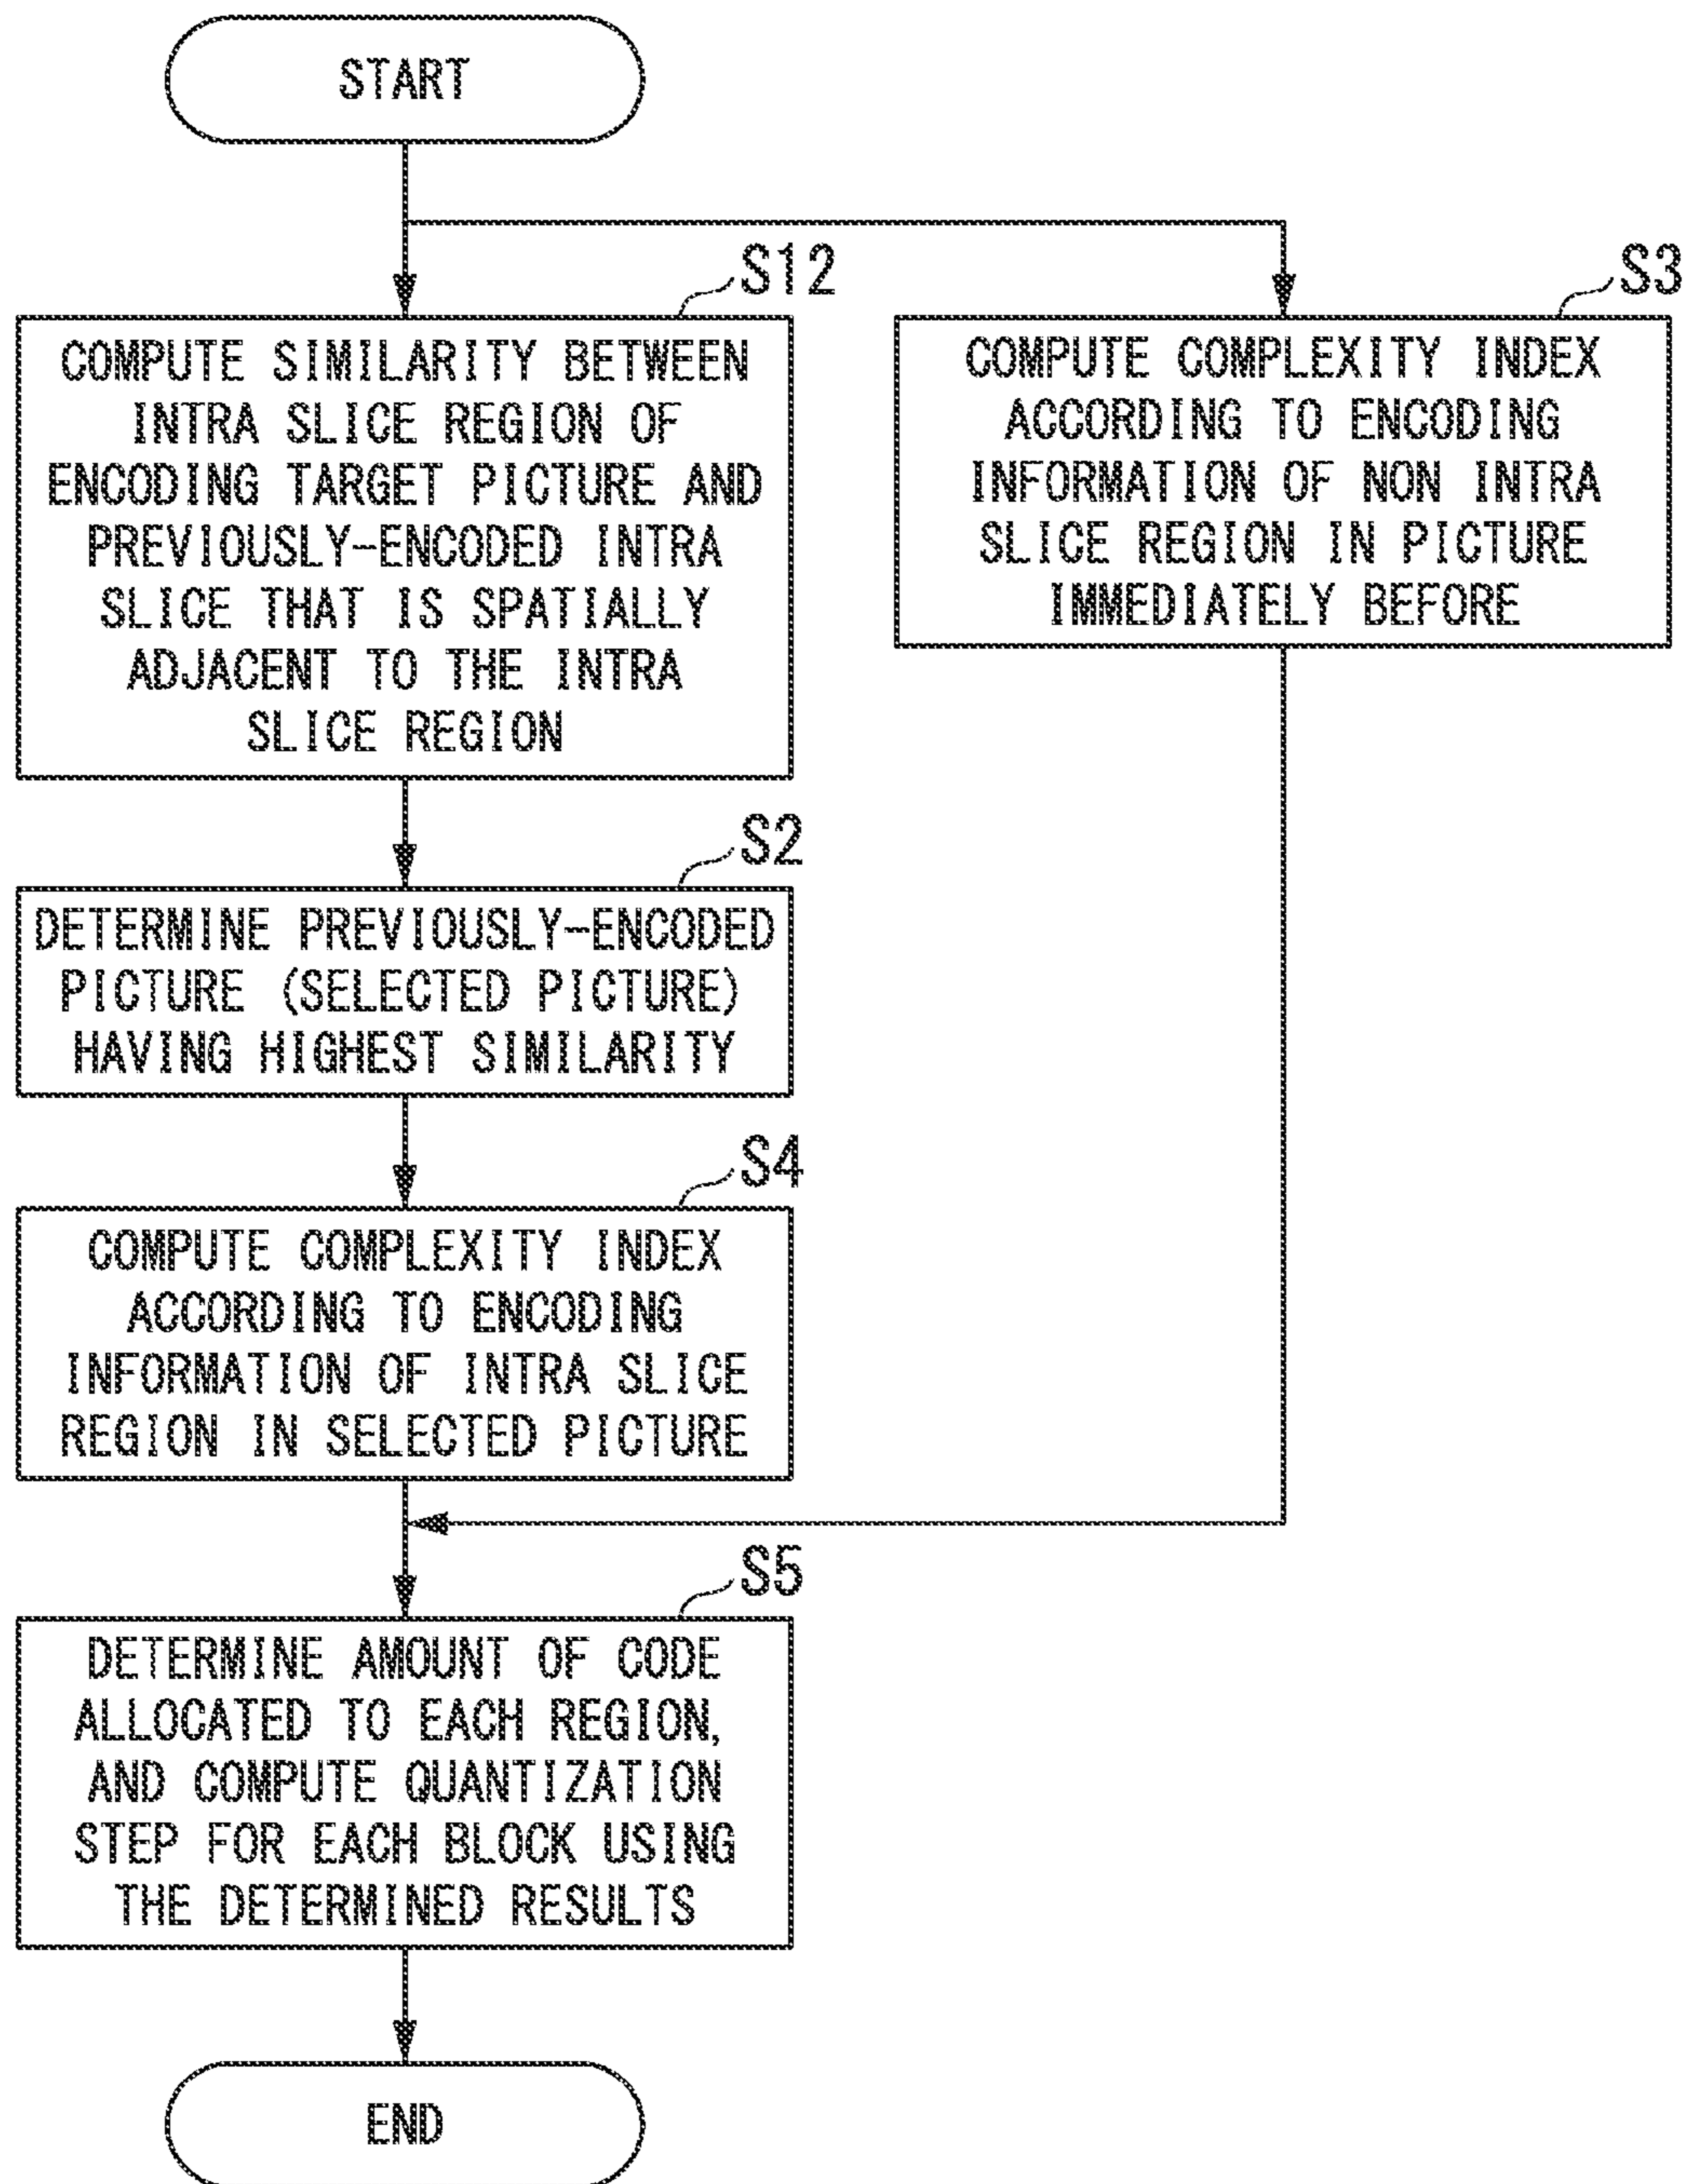 START
S12
COMPUTE SIMILARITY BETWEEN
INTRA SLICE REGION OF
ENCODING TARGET PICTURE AND
PREVIOUSLY-ENCODED INTRA
SLICE THAT IS SPATIALLY
ADJACENT TO THE INTRA
SLICE REGION
S3
COMPUTE COMPLEXITY INDEX
ACCORDING TO ENCODING
INFORMATION OF NON INTRA
SLICE REGION IN PICTURE
IMMEDIATELY BEFORE
S2
DETERMINE PREVIOUSLY-ENCODED
PICTURE (SELECTED PICTURE)
HAVING HIGHEST SIMILARITY
S4
COMPUTE COMPLEXITY INDEX
ACCORDING TO ENCODING
INFORMATION OF INTRA SLICE
REGION IN SELECTED PICTURE
S5
DETERMINE AMOUNT OF CODE
ALLOCATED TO EACH REGION,
AND COMPUTE QUANTIZATION
STEP FOR EACH BLOCK USING
THE DETERMINED RESULTS
END